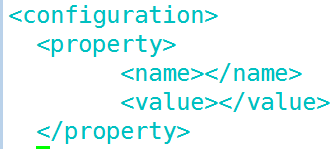 <configuration>
<property>
<name></name>
<value></value>
</property>